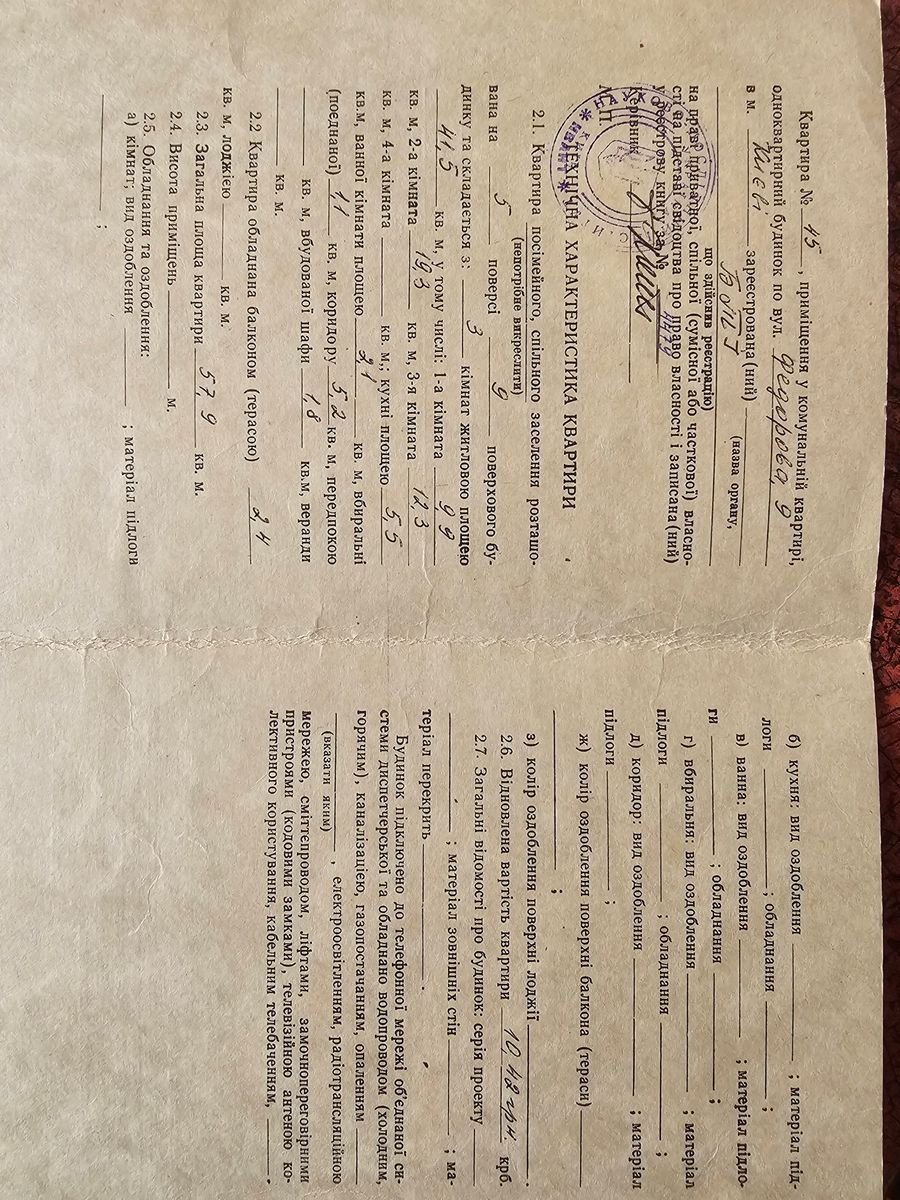 Квартира № 45, приміщення у комунальній квартирі,
одноквартирний будинок по вул. Федорова, 9
в м. Києві зареєстрована(ний)
(назва органу,
БТІ
що здійснив реєстрацію)
на праві приватної, спільної (сумісної або часткової) власно-
сті на підставі свідоцтва про право власності і записана(ний)
у реєстрову книгу за №
Керівник
ТЕХНІЧНА ХАРАКТЕРИСТИКА КВАРТИРИ
2.1. Квартира посімейного, спільного заселення розташо-
(непотрібне викреслити)
вана на 5 поверсі 9 поверхового бу-
динку та складається з: 3 кімнат житловою площею
41,5 кв. м, у тому числі: 1-а кімната 9,9
кв. м, 2-а кімната 19,3 кв. м, 3-я кімната 12,3
кв. м, 4-а кімната кв. м,; кухні площею 5,5
кв.м, ванної кімнати площею 2,1 кв. м, вбиральні
(поєднаної) 1,1 кв. м, коридору 5,2 кв. м, передпокою
кв. м, вбудованої шафи 1,8 кв.м, веранди
кв. м.
2.2 Квартира обладнана балконом (терасою) 2,4
кв. м, лоджією кв. м.
2.3. Загальна площа квартири 57,9 кв. м.
2.4. Висота приміщень м.
2.5. Обладнання та оздоблення:
а) кімнат; вид оздоблення ; матеріал підлоги
;
б) кухня: вид оздоблення ; матеріал під-
логи ; обладнання ;
в) ванна: вид оздоблення ; матеріал підло-
ги ; обладнання ;
г) вбиральня: вид оздоблення ; матеріал
підлоги ; обладнання ;
д) коридор: вид оздоблення ; матеріал
підлоги ;
ж) колір оздоблення поверхні балкона (тераси)
;
з) колір оздоблення поверхні лоджії .
2.6. Відновлена вартість квартири 10,42 грн. крб.
2.7. Загальні відомості про будинок: серія проекту
; матеріал зовнішніх стін ; ма-
теріал перекрить .
Будинок підключено до телефонної мережі об'єднаної си-
стеми диспетчерської та обладнано водопроводом (холодним,
горячим), каналізацією, газопостачанням, опаленням
, електроосвітленням, радіотрансляційною
(вказати яким)
мережею, сміттєпроводом, ліфтами, замочнопереговірними
пристроями (кодовими замками), телевізійною антеною ко-
лективного користування, кабельним телебаченням, .